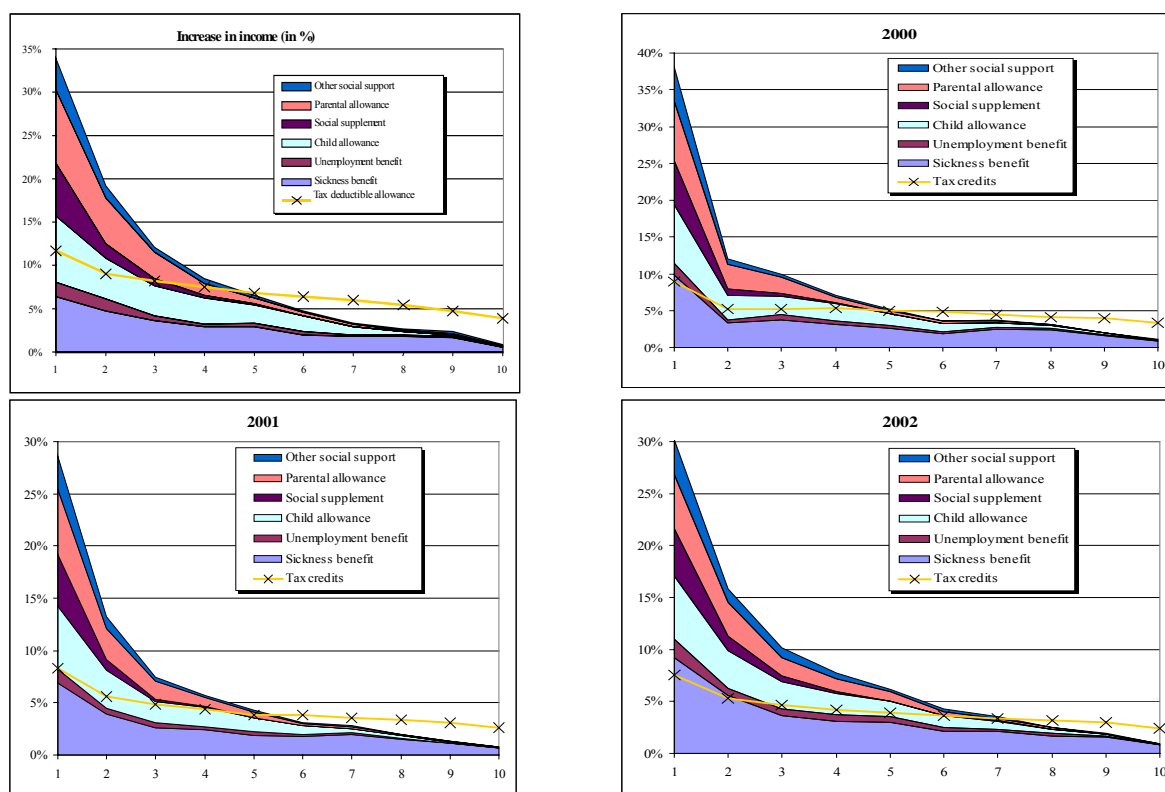 Increase in income (in %)
35%
30%
25%
20%
15%
10%
5%
0%
Other social support
Parental allowance
Social supplement
Child allowance
Unemployment benefit
Sickness benefit
Tax deductible allowance
1 2 3 4 5 6 7 8 9 10
2000
40%
35%
30%
25%
20%
15%
10%
5%
0%
Other social support
Parental allowance
Social supplement
Child allowance
Unemployment benefit
Sickness benefit
Tax credits
1 2 3 4 5 6 7 8 9 10
2001
30%
25%
20%
15%
10%
5%
0%
Other social support
Parental allowance
Social supplement
Child allowance
Unemployment benefit
Sickness benefit
Tax credits
1 2 3 4 5 6 7 8 9 10
2002
30%
25%
20%
15%
10%
5%
0%
Other social support
Parental allowance
Social supplement
Child allowance
Unemployment benefit
Sickness benefit
Tax credits
1 2 3 4 5 6 7 8 9 10